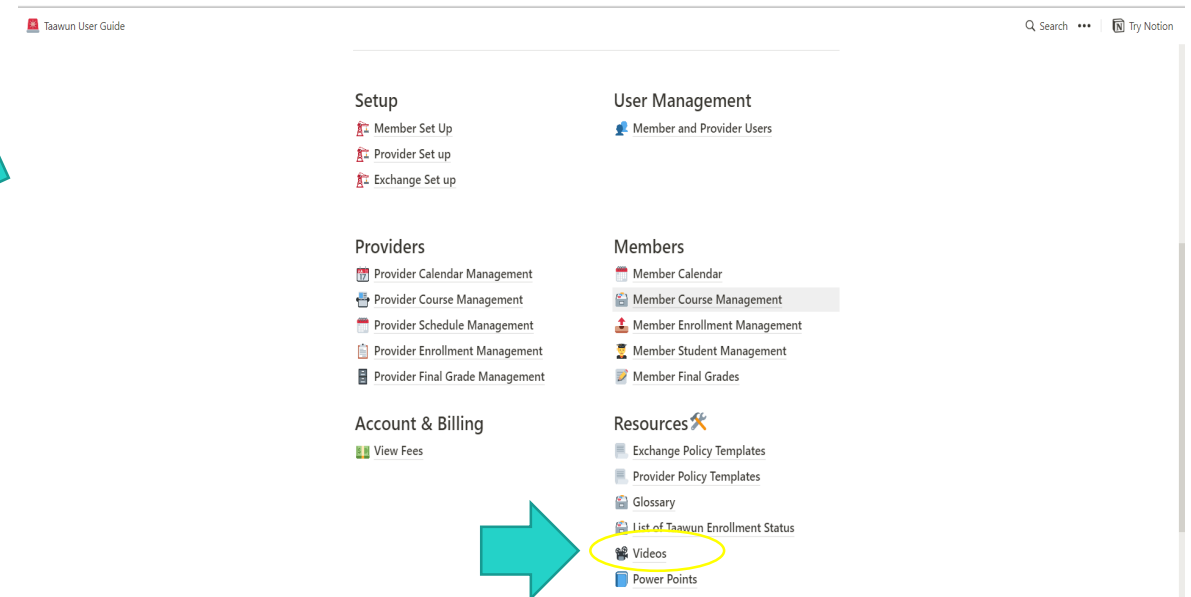 Taawun User Guide
Search
Try Notion
Setup
Member Set Up
Provider Set up
Exchange Set up
User Management
Member and Provider Users
Providers
Provider Calendar Management
Provider Course Management
Provider Schedule Management
Provider Enrollment Management
Provider Final Grade Management
Members
Member Calendar
Member Course Management
Member Enrollment Management
Member Student Management
Member Final Grades
Account & Billing
View Fees
Resources
Exchange Policy Templates
Provider Policy Templates
Glossary
List of Taawun Enrollment Status
Videos
Power Points